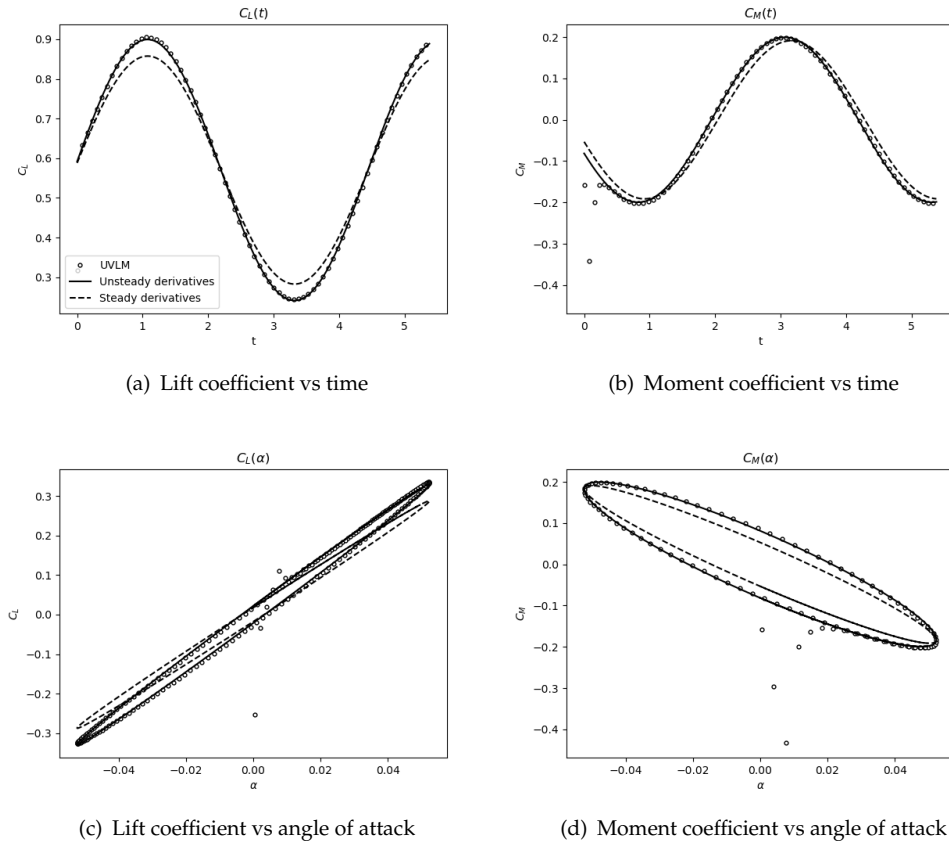 C_L(t)
0.9
0.8
0.7
0.6
0.5
0.4
0.3
C_L
UVLM
Unsteady derivatives
Steady derivatives
0 1 2 3 4 5
t
(a) Lift coefficient vs time
C_M(t)
0.2
0.1
0.0
−0.1
−0.2
−0.3
−0.4
C_M
0 1 2 3 4 5
t
(b) Moment coefficient vs time
C_L(α)
0.3
0.2
0.1
0.0
−0.1
−0.2
−0.3
C_L
−0.04 −0.02 0.00 0.02 0.04
α
(c) Lift coefficient vs angle of attack
C_M(α)
0.2
0.1
0.0
−0.1
−0.2
−0.3
−0.4
C_M
−0.04 −0.02 0.00 0.02 0.04
α
(d) Moment coefficient vs angle of attack